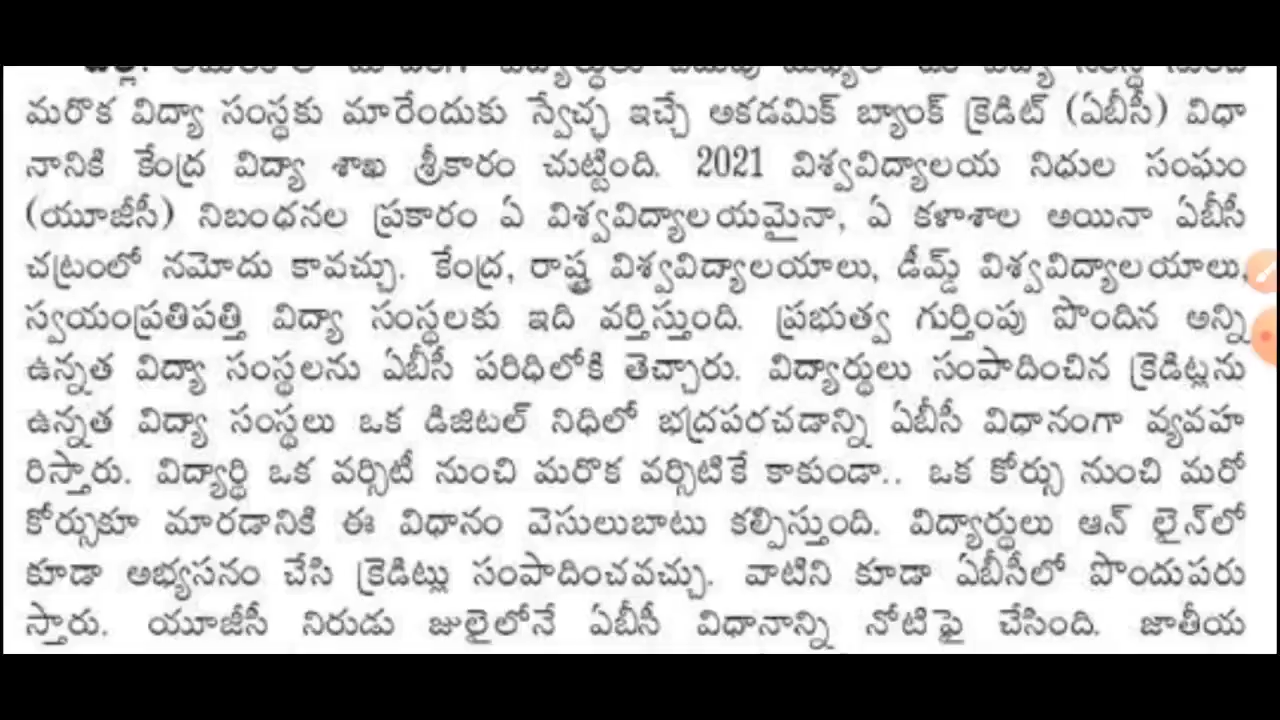 మరొక విద్యా సంస్థకు మారేందుకు స్వేచ్ఛ ఇచ్చే అకడమిక్ బ్యాంక్ క్రెడిట్ (ఏబీసీ) విధా
నానికి కేంద్ర విద్యా శాఖ శ్రీకారం చుట్టింది. 2021 విశ్వవిద్యాలయ నిధుల సంఘం
(యూజీసీ) నిబంధనల ప్రకారం ఏ విశ్వవిద్యాలయమైనా, ఏ కళాశాల అయినా ఏబీసీ
చట్రంలో నమోదు కావచ్చు. కేంద్ర, రాష్ట్ర విశ్వవిద్యాలయాలు, డీమ్డ్ విశ్వవిద్యాలయాలు,
స్వయంప్రతిపత్తి విద్యా సంస్థలకు ఇది వర్తిస్తుంది. ప్రభుత్వ గుర్తింపు పొందిన అన్ని
ఉన్నత విద్యా సంస్థలను ఏబీసీ పరిధిలోకి తెచ్చారు. విద్యార్థులు సంపాదించిన క్రెడిట్లను
ఉన్నత విద్యా సంస్థలు ఒక డిజిటల్ నిధిలో భద్రపరచడాన్ని ఏబీసీ విధానంగా వ్యవహ
రిస్తారు. విద్యార్థి ఒక వర్సిటీ నుంచి మరొక వర్సిటికే కాకుండా.. ఒక కోర్సు నుంచి మరో
కోర్సుకూ మారడానికి ఈ విధానం వెసులుబాటు కల్పిస్తుంది. విద్యార్థులు ఆన్ లైన్‌లో
కూడా అభ్యసనం చేసి క్రెడిట్లు సంపాదించవచ్చు. వాటిని కూడా ఏబీసీలో పొందుపరు
స్తారు. యూజీసీ నిరుడు జులైలోనే ఏబీసీ విధానాన్ని నోటిఫై చేసింది. జాతీయ